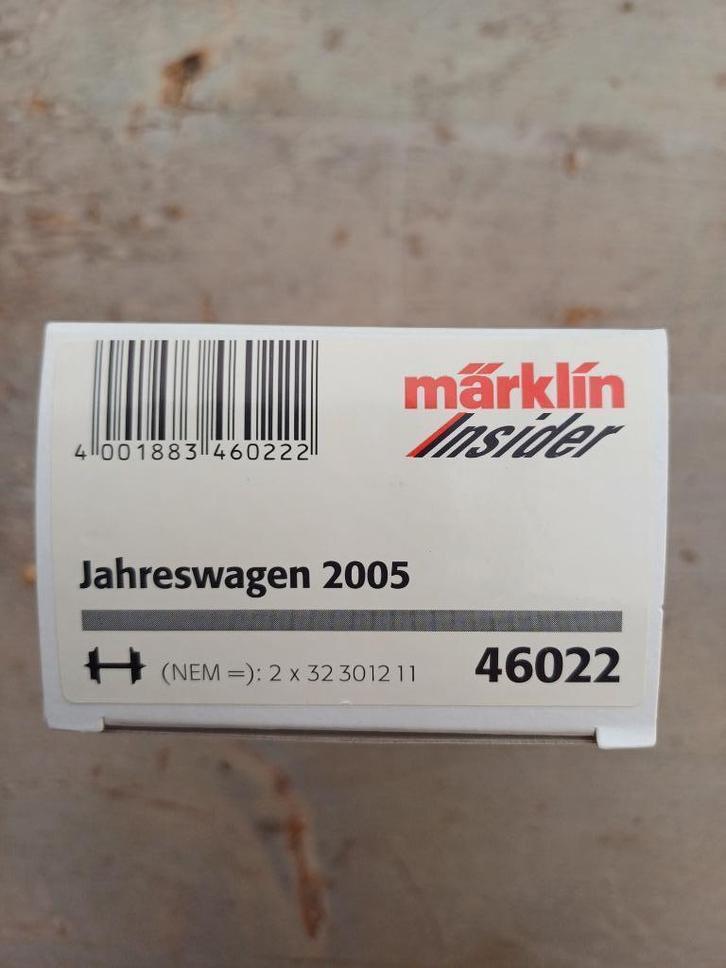 märklin
Insider
4 001883 460222
Jahreswagen 2005
(NEM =): 2 x 32 3012 11
46022